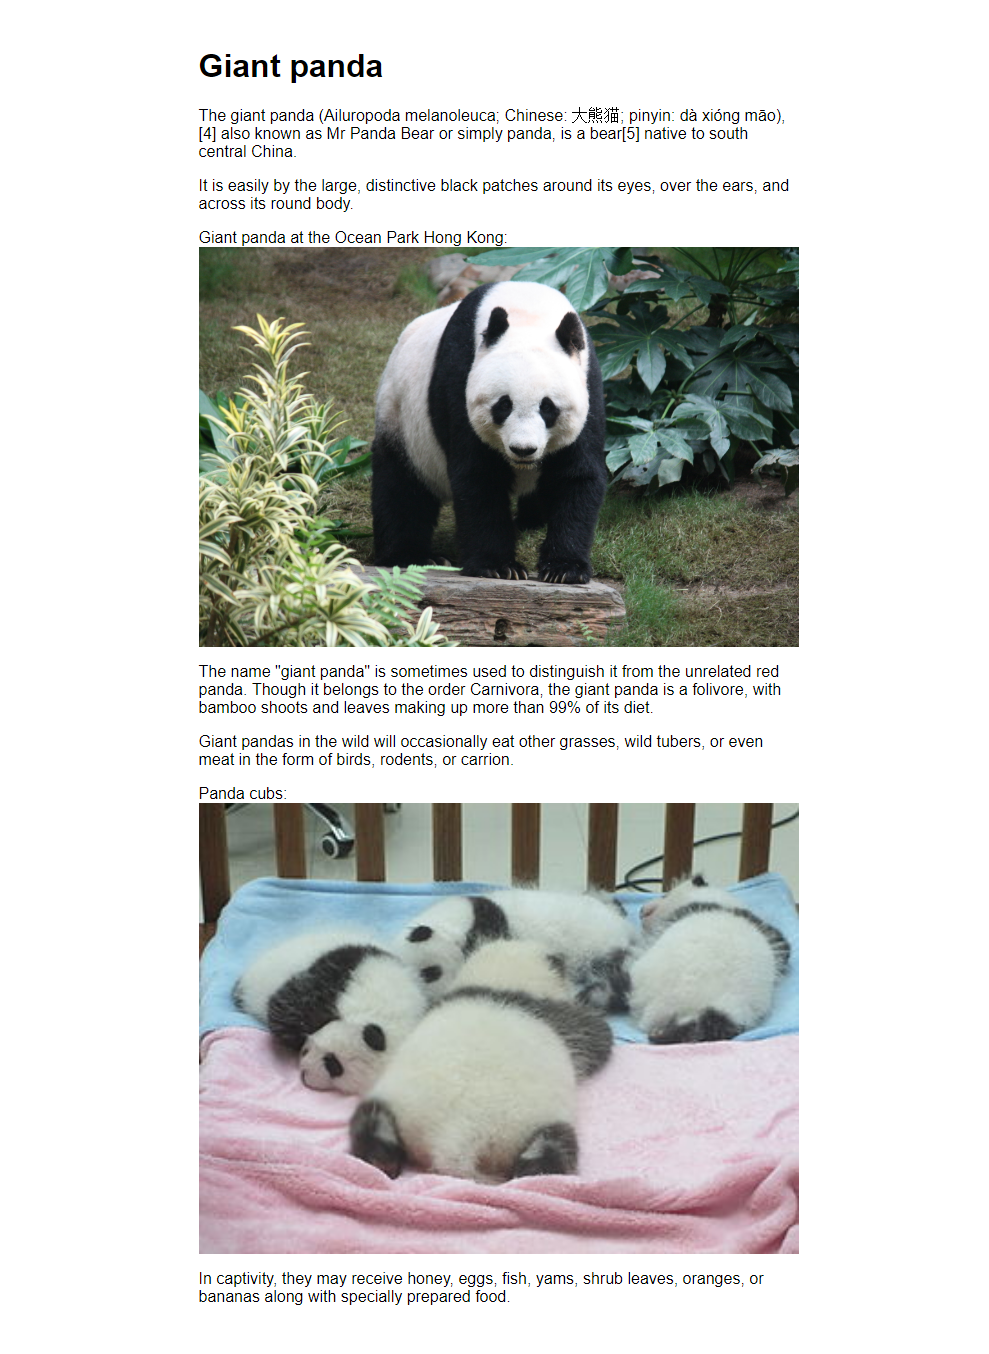 Giant panda
The giant panda (Ailuropoda melanoleuca; Chinese: 大熊猫; pinyin: dà xióng māo),
[4] also known as Mr Panda Bear or simply panda, is a bear[5] native to south
central China.
It is easily by the large, distinctive black patches around its eyes, over the ears, and
across its round body.
Giant panda at the Ocean Park Hong Kong:
The name "giant panda" is sometimes used to distinguish it from the unrelated red
panda. Though it belongs to the order Carnivora, the giant panda is a folivore, with
bamboo shoots and leaves making up more than 99% of its diet.
Giant pandas in the wild will occasionally eat other grasses, wild tubers, or even
meat in the form of birds, rodents, or carrion.
Panda cubs:
In captivity, they may receive honey, eggs, fish, yams, shrub leaves, oranges, or
bananas along with specially prepared food.